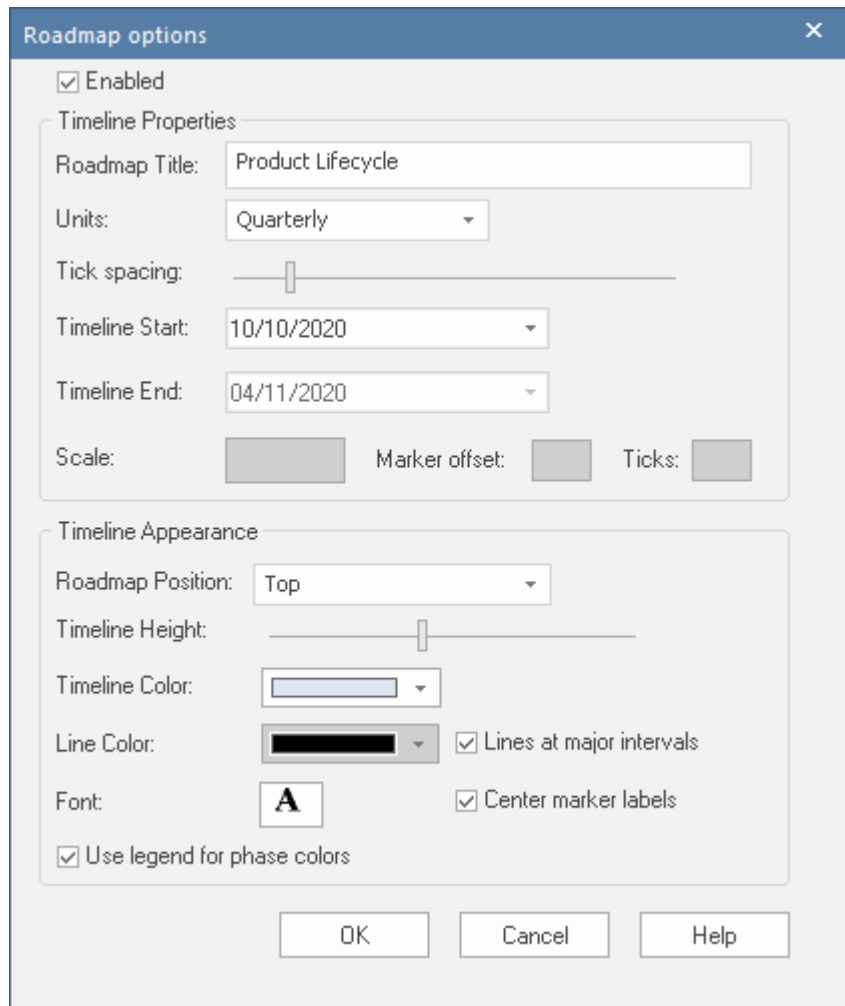 Roadmap options
Enabled
Timeline Properties
Roadmap Title: Product Lifecycle
Units: Quarterly
Tick spacing:
Timeline Start: 10/10/2020
Timeline End: 04/11/2020
Scale: Marker offset: Ticks:
Timeline Appearance
Roadmap Position: Top
Timeline Height:
Timeline Color:
Line Color: Lines at major intervals
Font: A Center marker labels
Use legend for phase colors
OK Cancel Help